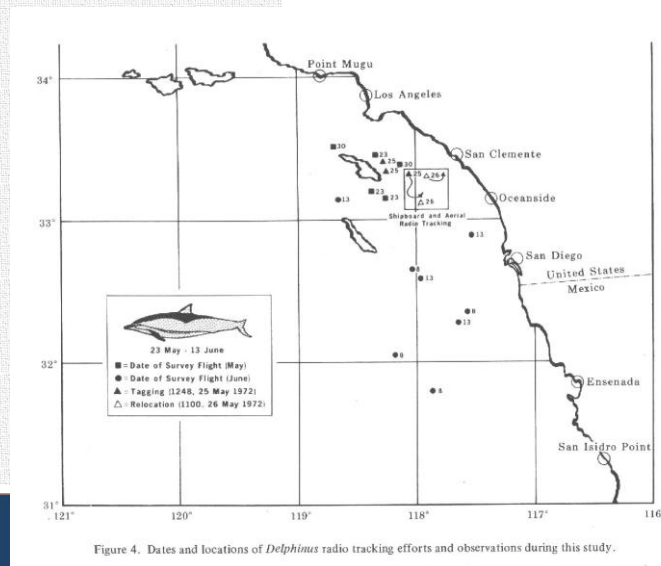 Point Mugu
34°
Los Angeles
30
23
25
30
San Clemente
25
25
26
23
23
26
13
Oceanside
Shipboard and Aerial
Radio Tracking
33°
13
San Diego
8
13
United States
Mexico
8
13
23 May - 13 June
■ = Date of Survey Flight (May)
● = Date of Survey Flight (June)
▲ = Tagging (1248, 25 May 1972)
△ = Relocation (1100, 26 May 1972)
32°
8
Ensenada
8
San Isidro Point
31°
121°
120°
119°
118°
117°
116
Figure 4. Dates and locations of Delphinus radio tracking efforts and observations during this study.